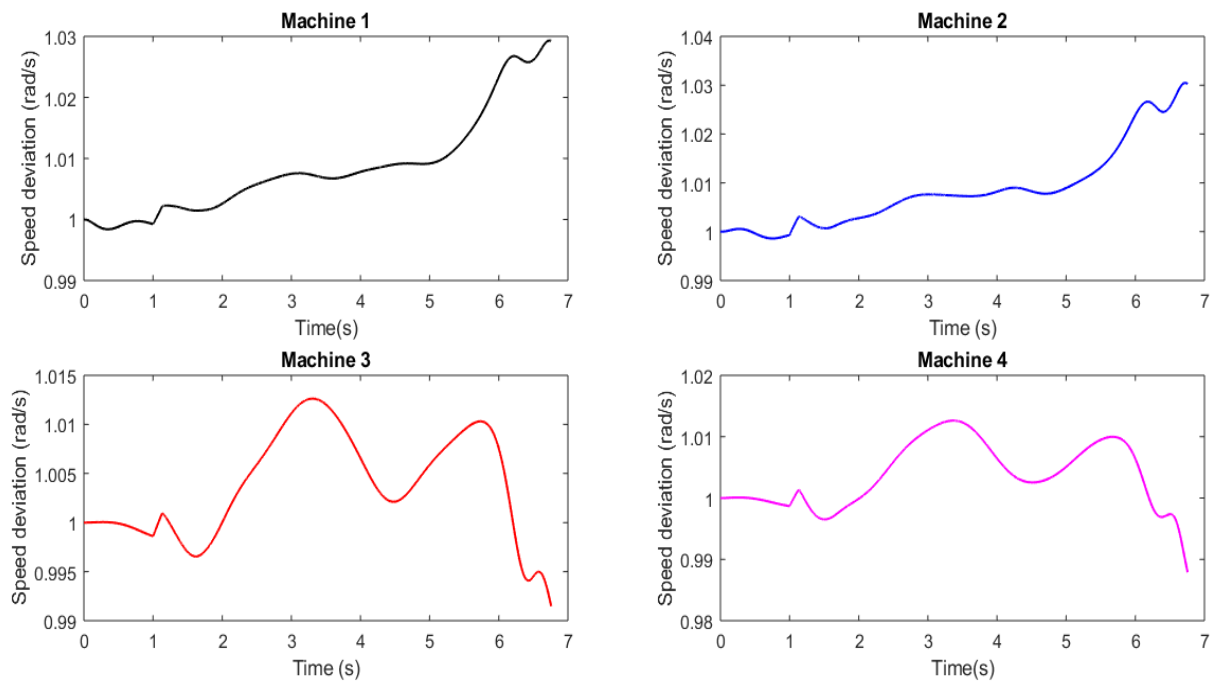 Machine 1
Speed deviation (rad/s)
1.03
1.02
1.01
1
0.99
0 1 2 3 4 5 6 7
Time(s)
Machine 2
Speed deviation (rad/s)
1.04
1.03
1.02
1.01
1
0.99
0 1 2 3 4 5 6 7
Time (s)
Machine 3
Speed deviation (rad/s)
1.015
1.01
1.005
1
0.995
0.99
0 1 2 3 4 5 6 7
Time (s)
Machine 4
Speed deviation (rad/s)
1.02
1.01
1
0.99
0.98
0 1 2 3 4 5 6 7
Time(s)